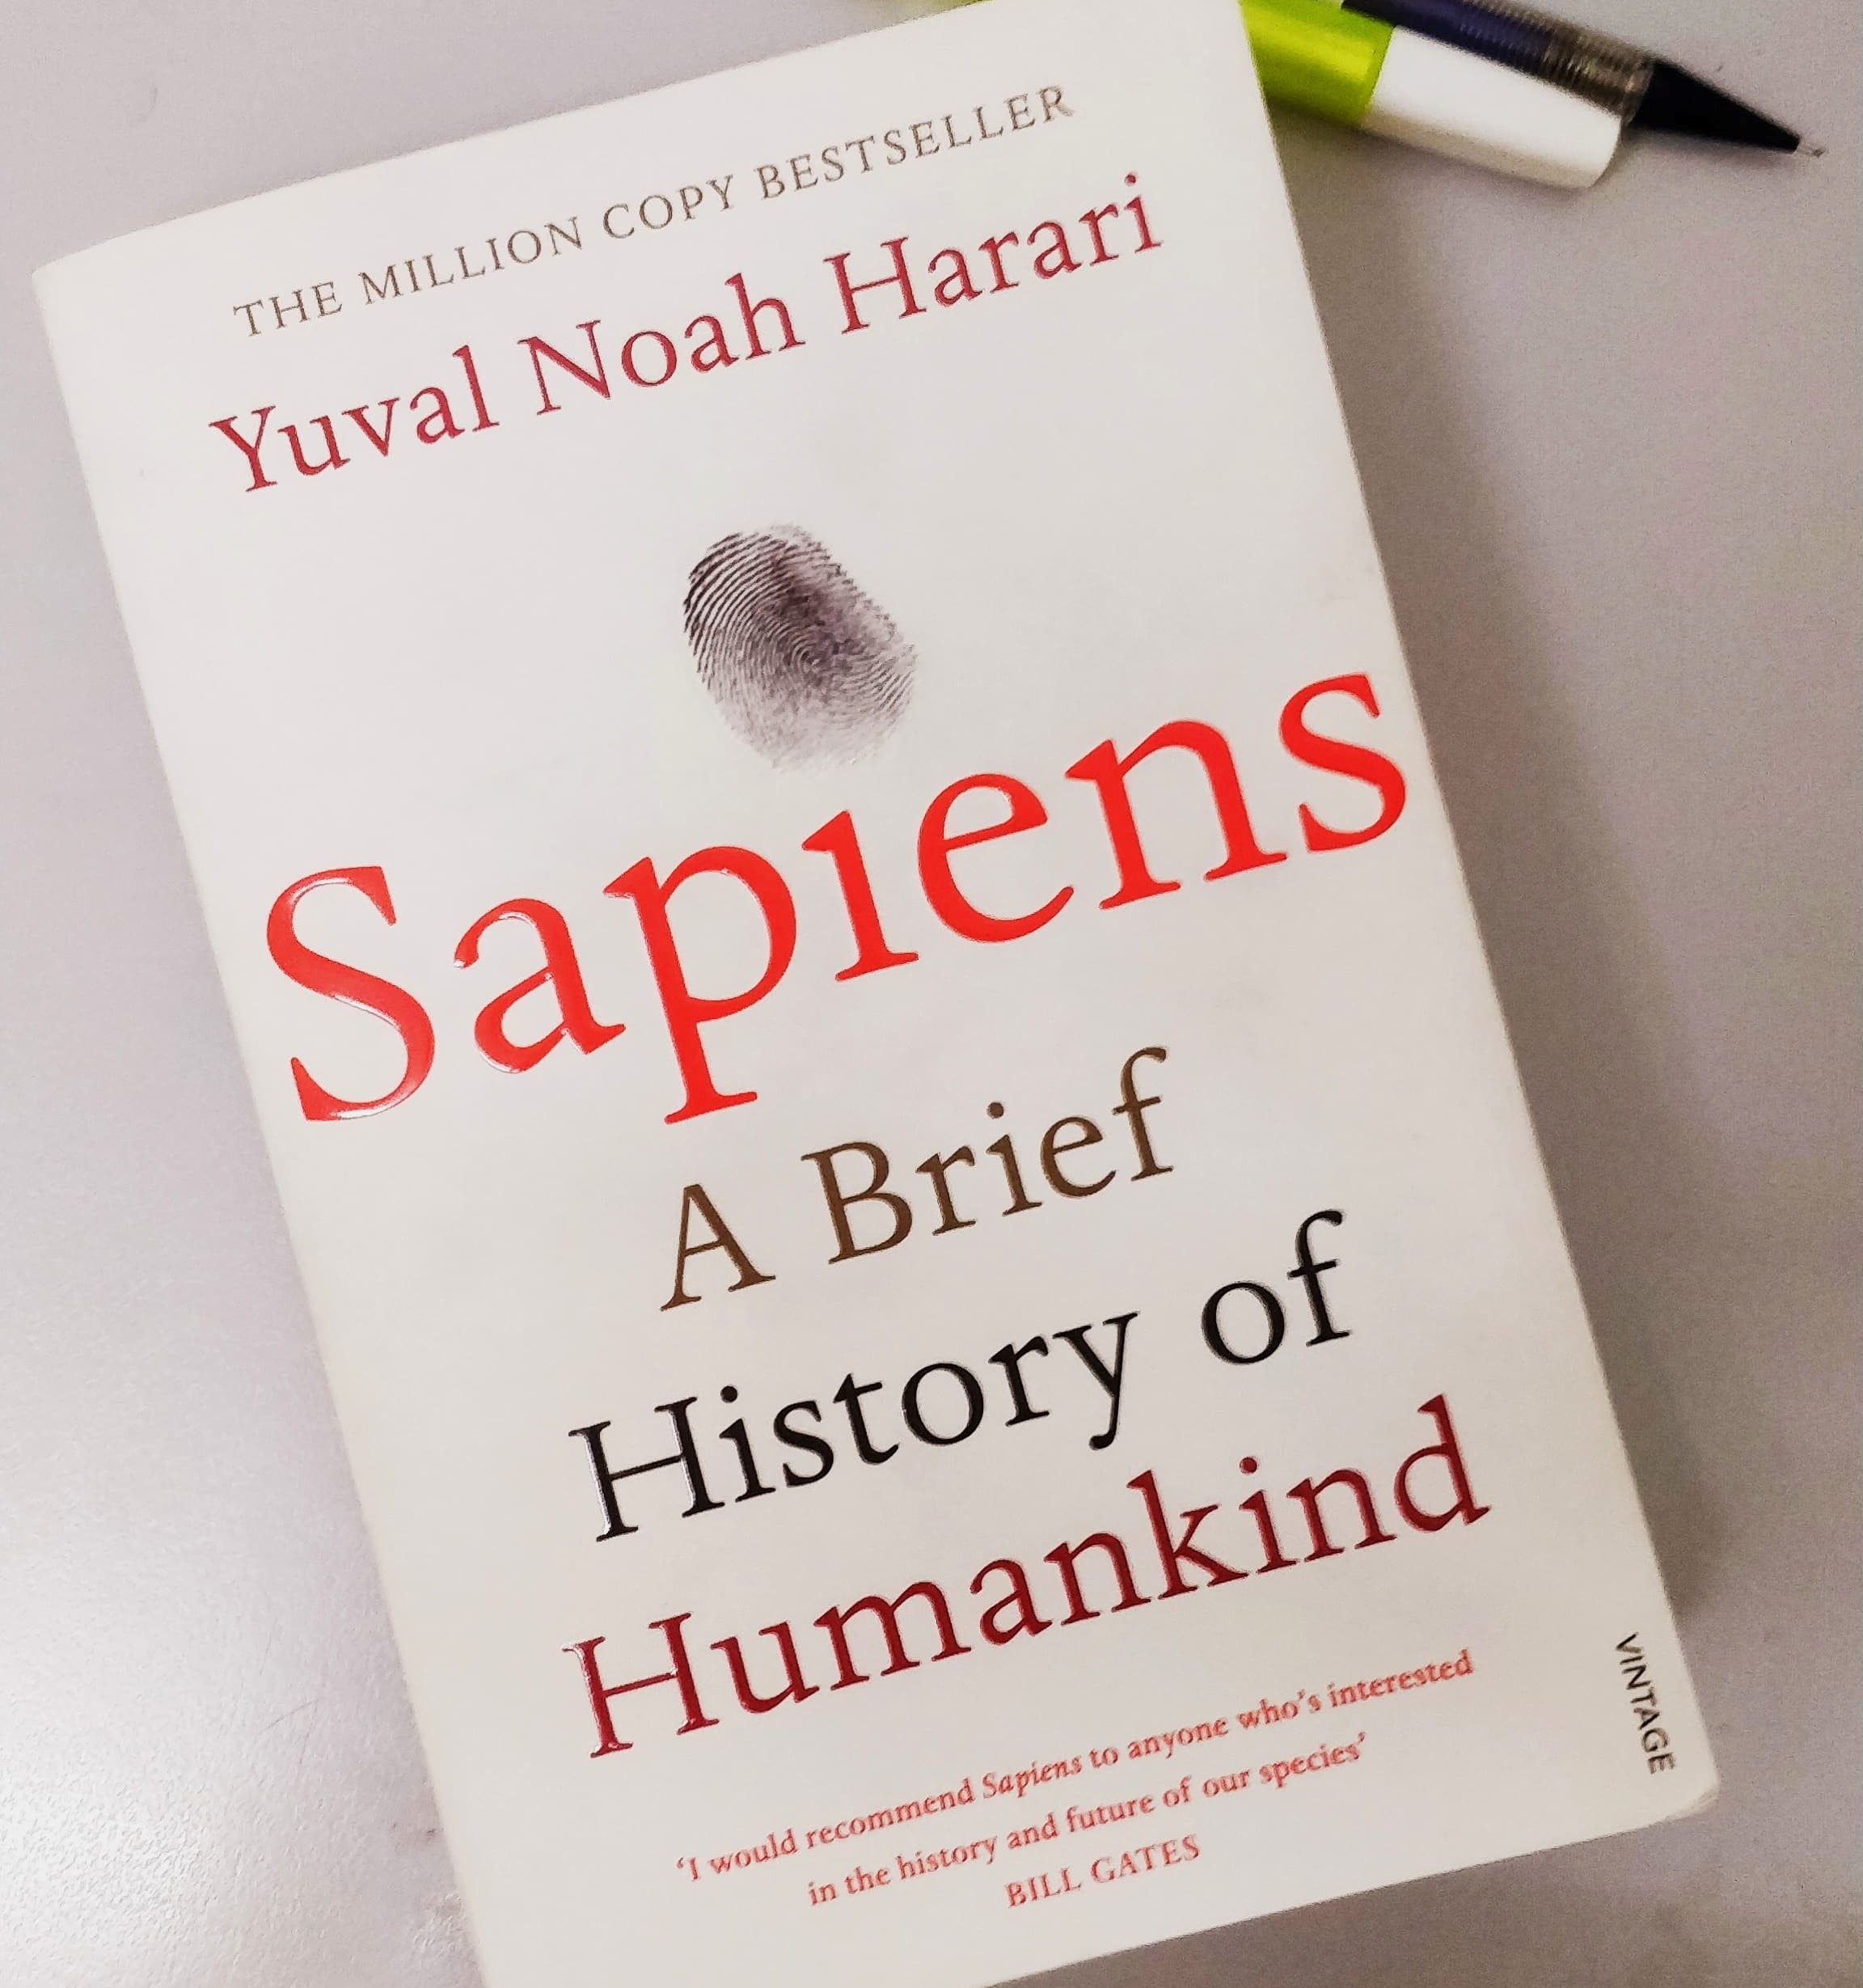 THE MILLION COPY BESTSELLER
Yuval Noah Harari
Sapıens
A Brief
History of
Humankind
‘I would recommend Sapiens to anyone who’s interested
in the history and future of our species’
BILL GATES
VINTAGE